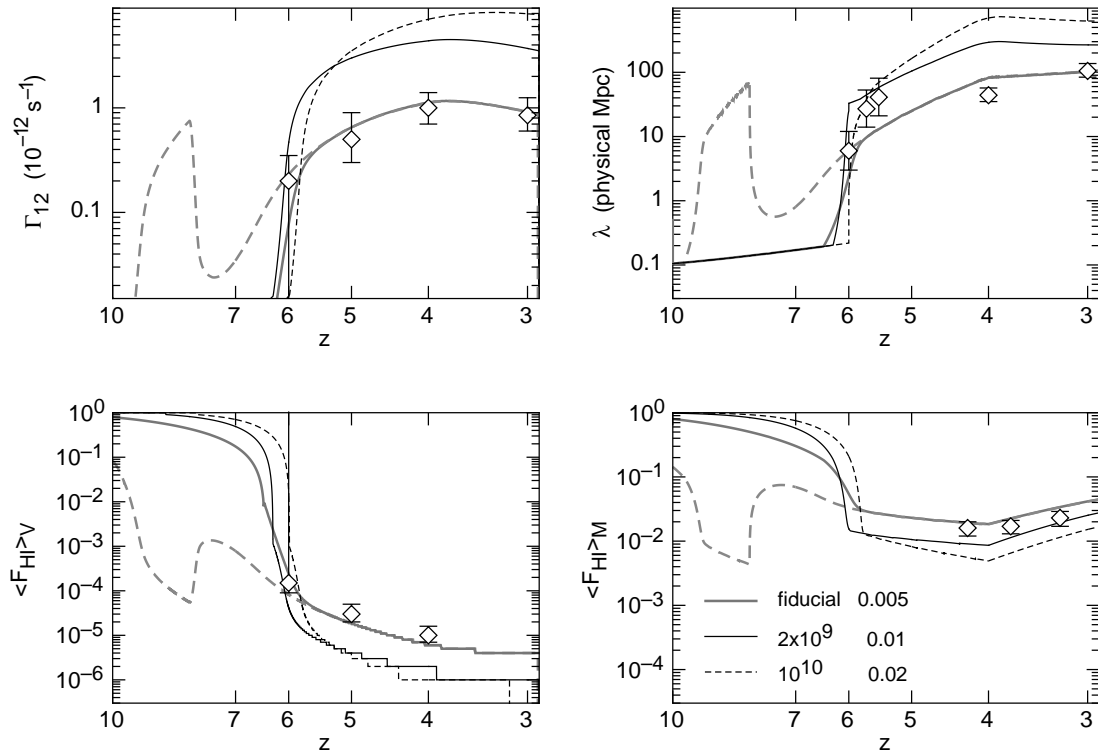 Γ12 (10-12 s-1)
1
0.1
10 7 6 5 4 3
z
λ (physical Mpc)
100
10
1
0.1
10 7 6 5 4 3
z
<FHI>V
10^0
10^-1
10^-2
10^-3
10^-4
10^-5
10^-6
10 7 6 5 4 3
z
<FHI>M
10^0
10^-1
10^-2
10^-3
10^-4
fiducial 0.005
2x10^9 0.01
10^10 0.02
10 7 6 5 4 3
z